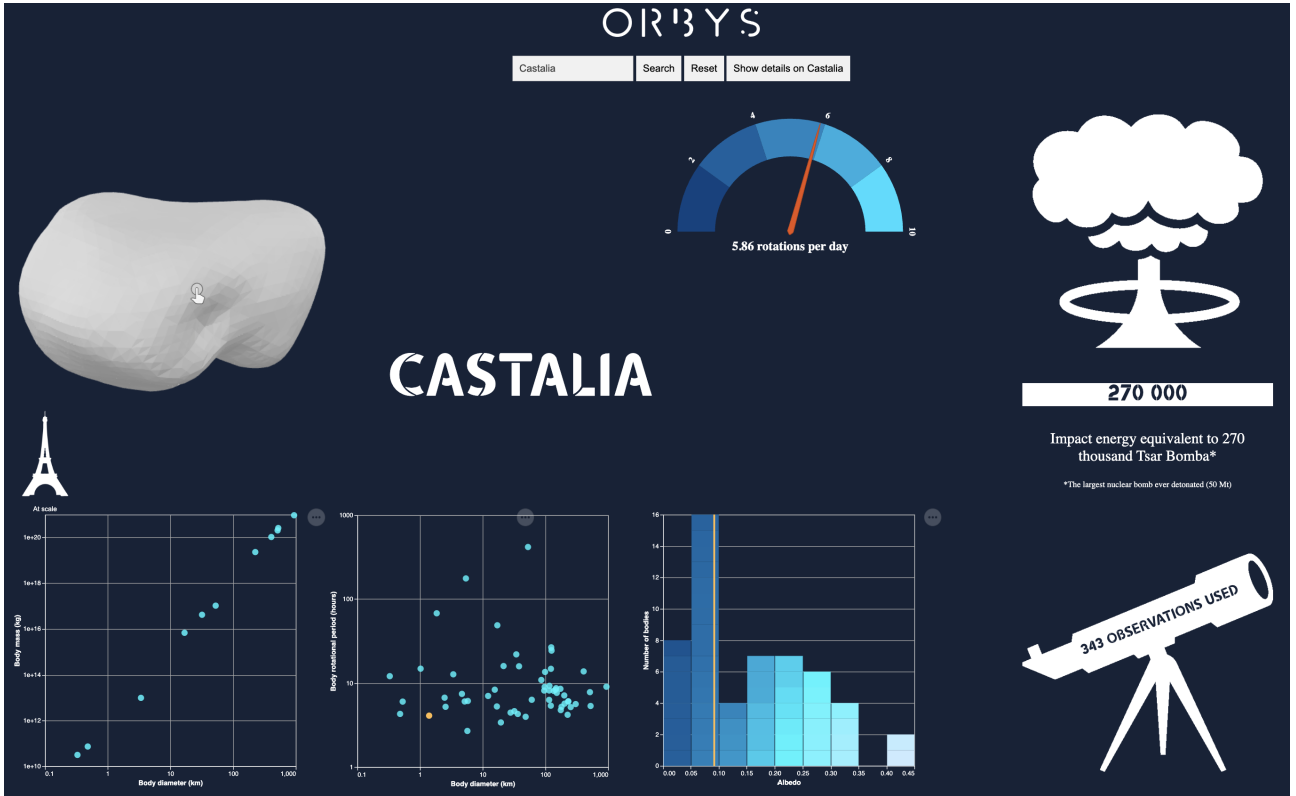 ORBYS
Castalia
Search
Reset
Show details on Castalia
0
2
4
6
8
10
5.86 rotations per day
CASTALIA
270 000
Impact energy equivalent to 270
thousand Tsar Bomba*
*The largest nuclear bomb ever detonated (50 Mt)
At scale
Body mass (kg)
1e+20
1e+18
1e+16
1e+14
1e+12
1e+10
0.1
1
10
100
1,000
Body diameter (km)
Body rotational period (hours)
1000
100
10
1
0.1
1
10
100
1,000
Body diameter (km)
Number of bodies
16
14
12
10
8
6
4
2
0
0.00
0.05
0.10
0.15
0.20
0.25
0.30
0.35
0.40
0.45
Albedo
343 OBSERVATIONS USED